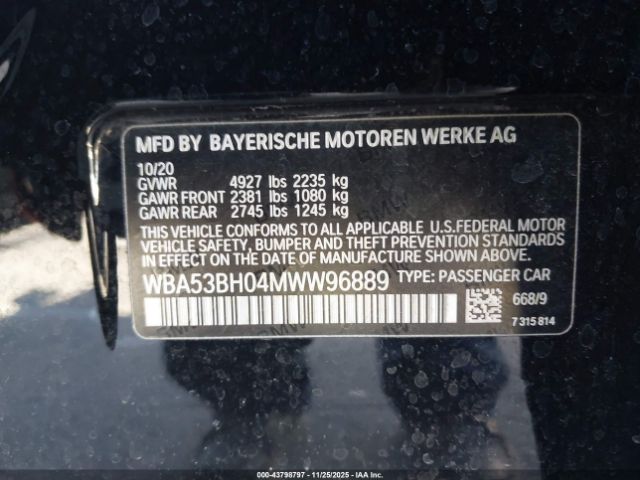 MFD BY BAYERISCHE MOTOREN WERKE AG
10/20
GVWR 4927 lbs 2235 kg
GAWR FRONT 2381 lbs 1080 kg
GAWR REAR 2745 lbs 1245 kg
THIS VEHICLE CONFORMS TO ALL APPLICABLE U.S.FEDERAL MOTOR
VEHICLE SAFETY, BUMPER AND THEFT PREVENTION STANDARDS
IN EFFECT ON THE DATE OF MANUFACTURE SHOWN ABOVE.
WBA53BH04MWW96889 TYPE: PASSENGER CAR
668/9
7 315 814
000-43798797 - 11/25/2025 - IAAI.COM